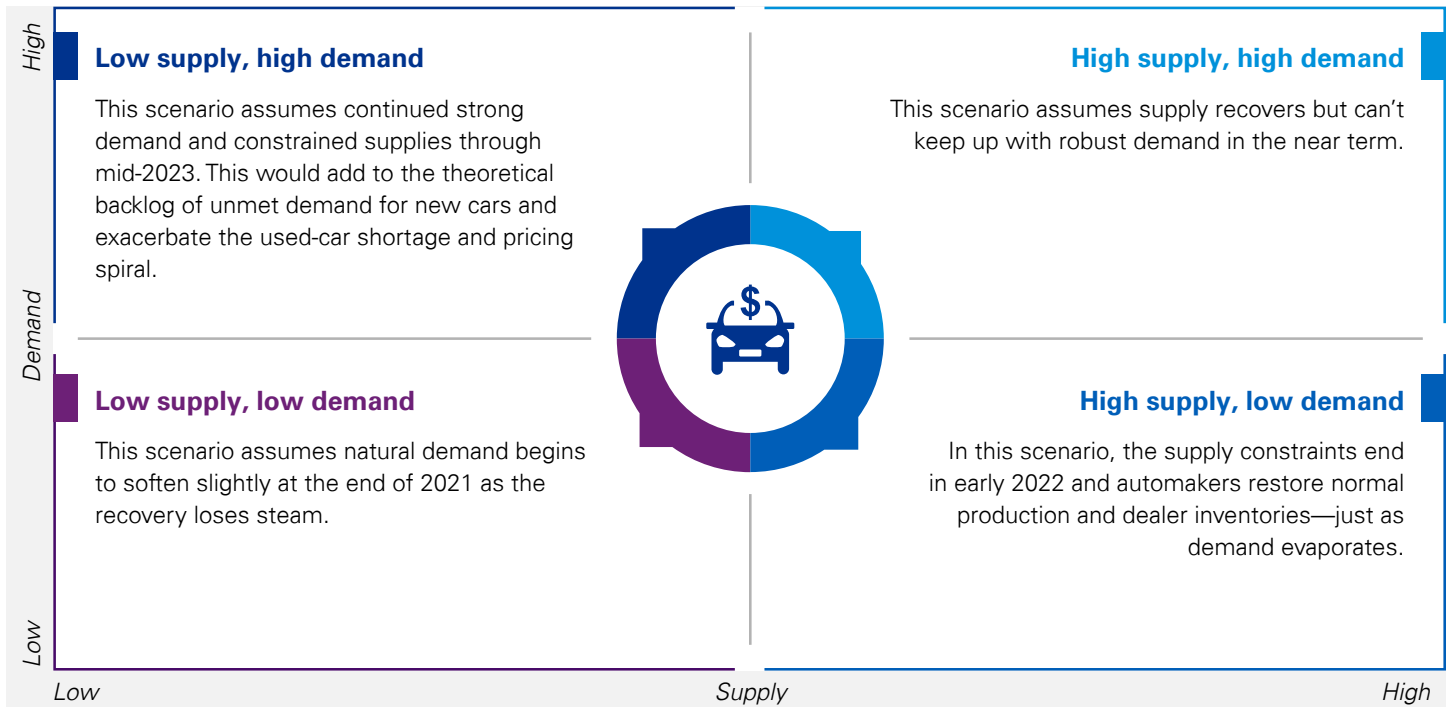 High
Low supply, high demand
This scenario assumes continued strong
demand and constrained supplies through
mid-2023. This would add to the theoretical
backlog of unmet demand for new cars and
exacerbate the used-car shortage and pricing
spiral.
High supply, high demand
This scenario assumes supply recovers but can’t
keep up with robust demand in the near term.
$
Demand
Low supply, low demand
This scenario assumes natural demand begins
to soften slightly at the end of 2021 as the
recovery loses steam.
High supply, low demand
In this scenario, the supply constraints end
in early 2022 and automakers restore normal
production and dealer inventories—just as
demand evaporates.
Low
Low
Supply
High